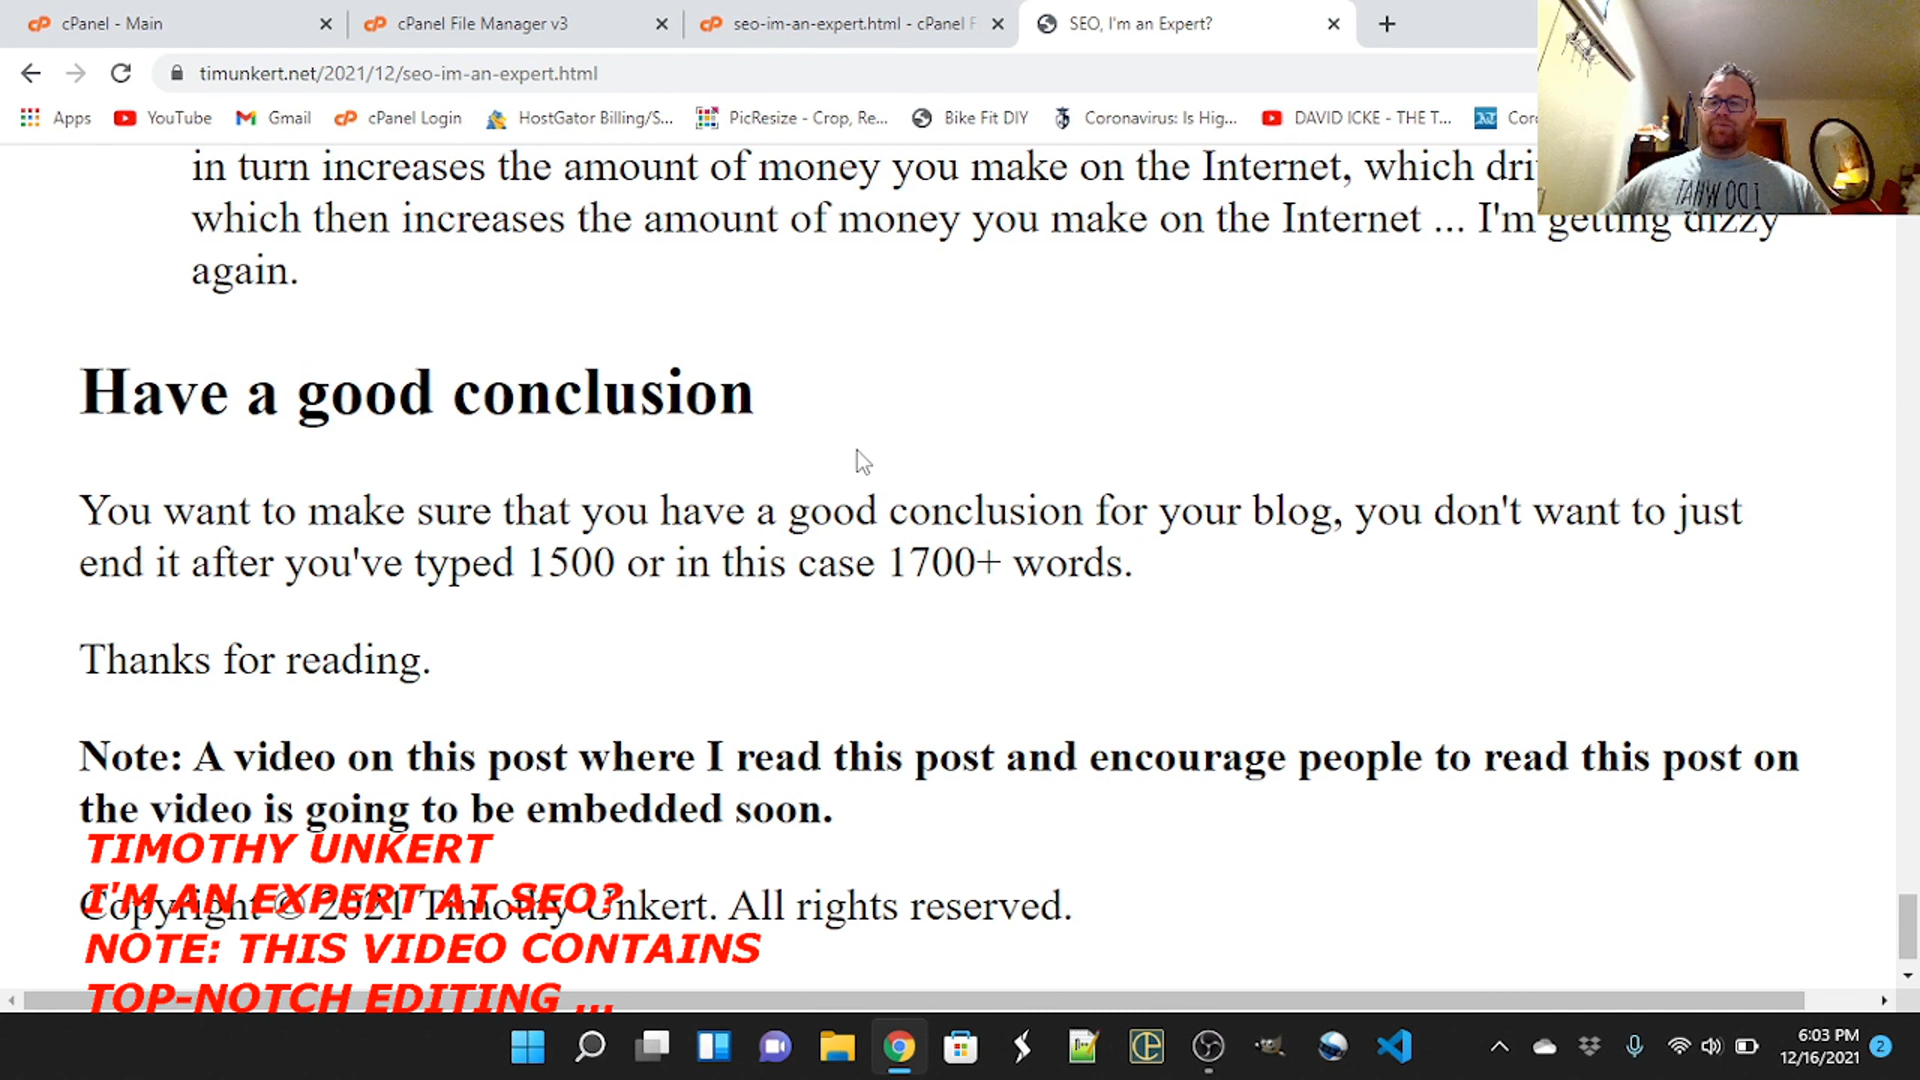 cPanel - Main
cPanel File Manager v3
seo-im-an-expert.html - cPanel F
SEO, I'm an Expert?
timunkert.net/2021/12/seo-im-an-expert.html
Apps
YouTube
Gmail
cPanel Login
HostGator Billing/S...
PicResize - Crop, Re...
Bike Fit DIY
Coronavirus: Is Hig...
DAVID ICKE - THE T...
in turn increases the amount of money you make on the Internet, which
which then increases the amount of money you make on the Internet ... I'm getting dizzy
again.
Have a good conclusion
You want to make sure that you have a good conclusion for your blog, you don't want to just
end it after you've typed 1500 or in this case 1700+ words.
Thanks for reading.
Note: A video on this post where I read this post and encourage people to read this post on
the video is going to be embedded soon.
TIMOTHY UNKERT
I'M AN EXPERT AT SEO?
Copyright © 2021 Timothy Unkert. All rights reserved.
NOTE: THIS VIDEO CONTAINS
TOP-NOTCH EDITING ...
6:03 PM
12/16/2021
2